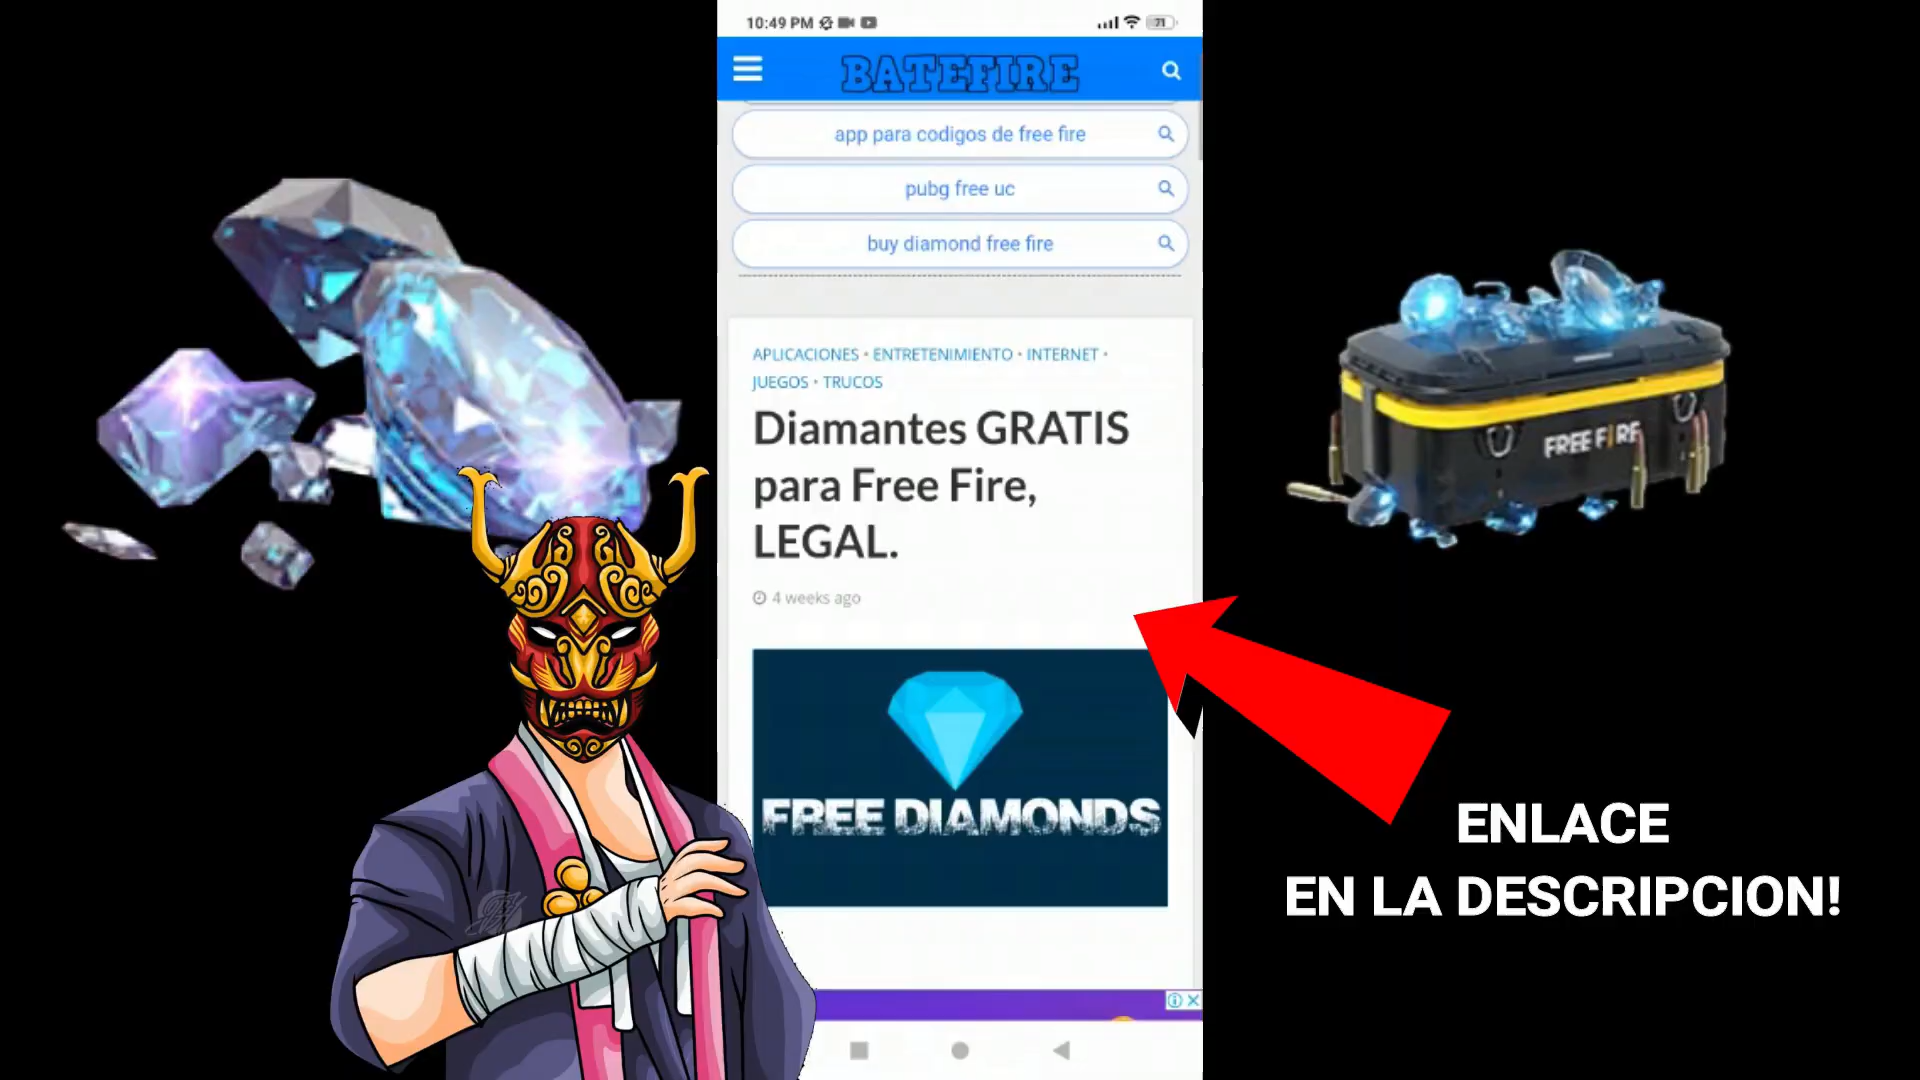 10:49 PM
71
BATEFIRE
app para codigos de free fire
pubg free uc
buy diamond free fire
APLICACIONES • ENTRETENIMIENTO • INTERNET •
JUEGOS • TRUCOS
Diamantes GRATIS
para Free Fire,
LEGAL.
4 weeks ago
FREE DIAMONDS
FREE FIRE
ENLACE
EN LA DESCRIPCION!